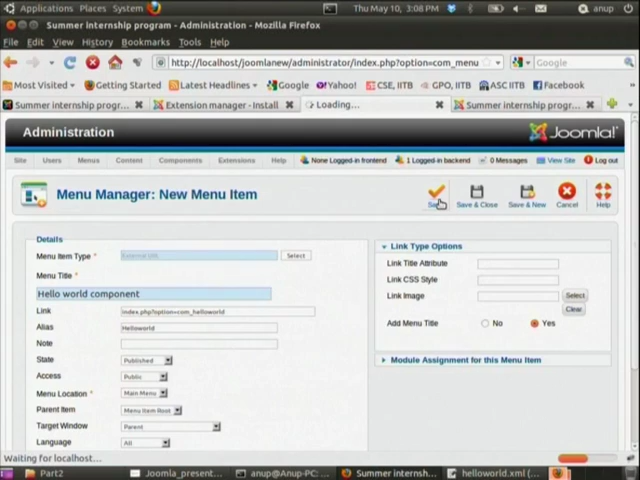 Applications Places System Thu May 10, 3:08 PM anup
Summer internship program - Administration - Mozilla Firefox
File Edit View History Bookmarks Tools Help
http://localhost/joomlanew/administrator/index.php?option=com_menu Google
Most Visited Getting Started Latest Headlines Google Yahoo! CSE, IITB GPO, IITB ASC IITB Facebook
Summer internship progr... Extension manager - Install Loading... Summer internship prog...
Administration Joomla!
Site Users Menus Content Components Extensions Help None Logged-in frontend 1 Logged-in backend 0 Messages View Site Log out
Menu Manager: New Menu Item
Save & Close Save & New Cancel Help
Details
Menu Item Type * External URL Select
Menu Title *
Hello world component
Link index.php?option=com_helloworld
Alias Helloworld
Note
State Published
Access Public
Menu Location * Main Menu
Parent Item Menu Item Root
Target Window Parent
Language All
Link Type Options
Link Title Attribute
Link CSS Style
Link Image Select
Clear
Add Menu Title No Yes
Module Assignment for this Menu Item
Waiting for localhost...
Part2 Joomla_present... anup@Anup-PC: ... Summer internsh... helloworld.xml (...